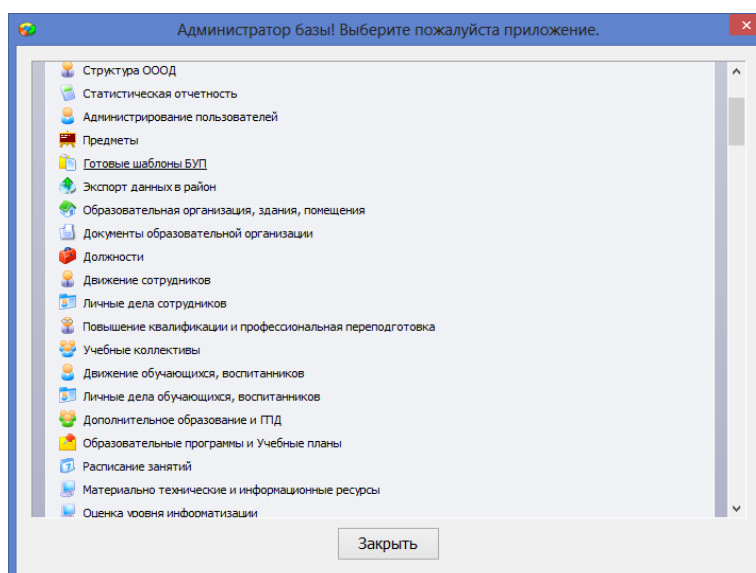 Администратор базы! Выберите пожалуйста приложение.
Структура ОООД
Статистическая отчетность
Администрирование пользователей
Предметы
Готовые шаблоны БУП
Экспорт данных в район
Образовательная организация, здания, помещения
Документы образовательной организации
Должности
Движение сотрудников
Личные дела сотрудников
Повышение квалификации и профессиональная переподготовка
Учебные коллективы
Движение обучающихся, воспитанников
Личные дела обучающихся, воспитанников
Дополнительное образование и ГПД
Образовательные программы и Учебные планы
Расписание занятий
Материально технические и информационные ресурсы
Оценка уровня информатизации
Закрыть